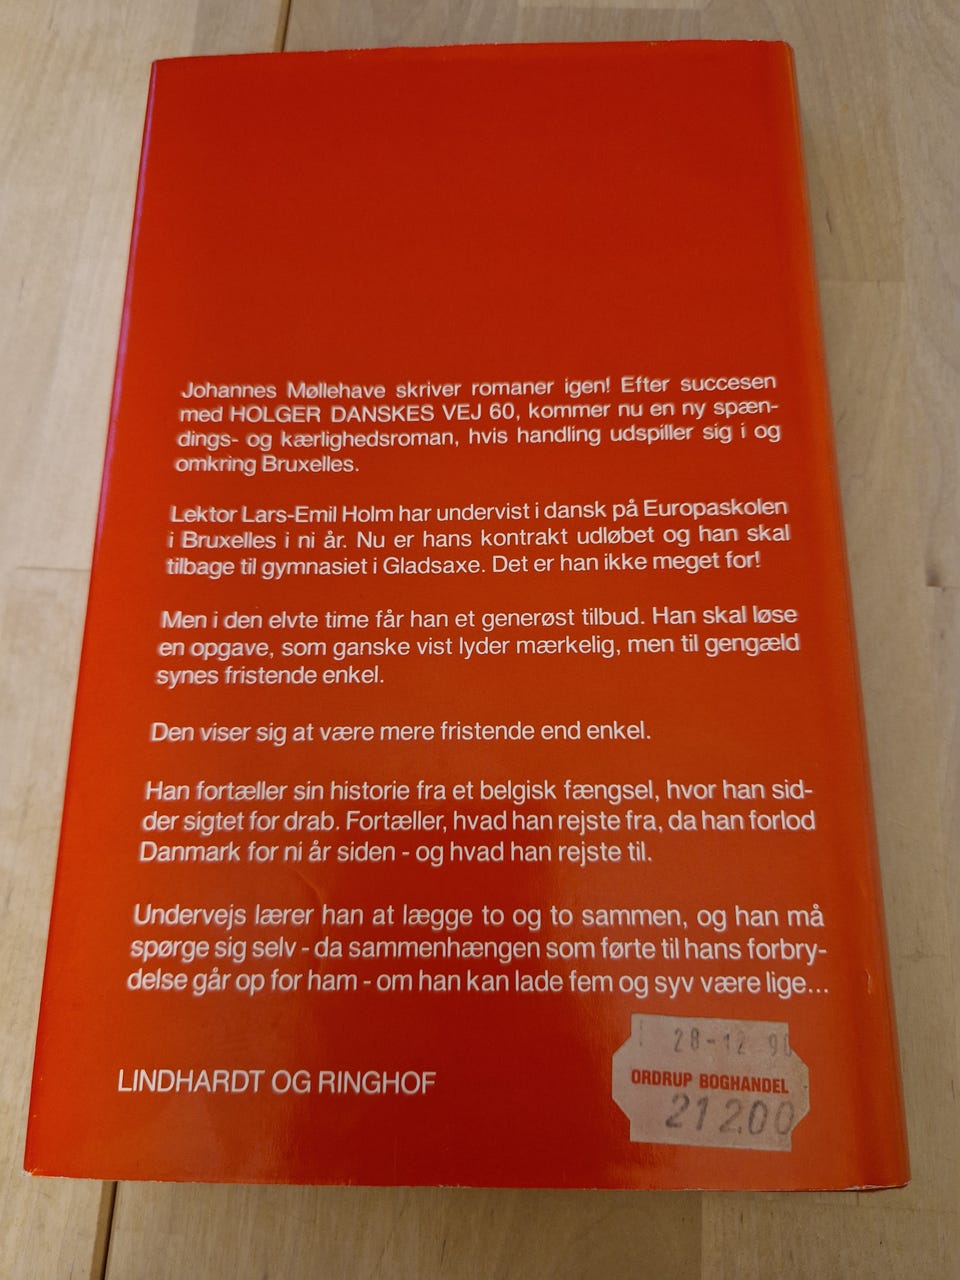 Johannes Møllehave skriver romaner igen! Efter succesen
med HOLGER DANSKES VEJ 60, kommer nu en ny spæn-
dings- og kærlighedsroman, hvis handling udspiller sig i og
omkring Bruxelles.
Lektor Lars-Emil Holm har undervist i dansk på Europaskolen
i Bruxelles i ni år. Nu er hans kontrakt udløbet og han skal
tilbage til gymnasiet i Gladsaxe. Det er han ikke meget for!
Men i den elvte time får han et generøst tilbud. Han skal løse
en opgave, som ganske vist lyder mærkelig, men til gengæld
synes fristende enkel.
Den viser sig at være mere fristende end enkel.
Han fortæller sin historie fra et belgisk fængsel, hvor han sid-
der sigtet for drab. Fortæller, hvad han rejste fra, da han forlod
Danmark for ni år siden - og hvad han rejste til.
Undervejs lærer han at lægge to og to sammen, og han må
spørge sig selv - da sammenhængen som førte til hans forbry-
delse går op for ham - om han kan lade fem og syv være lige...
LINDHARDT OG RINGHOF
28-12
ORDRUP BOGHANDEL
21200